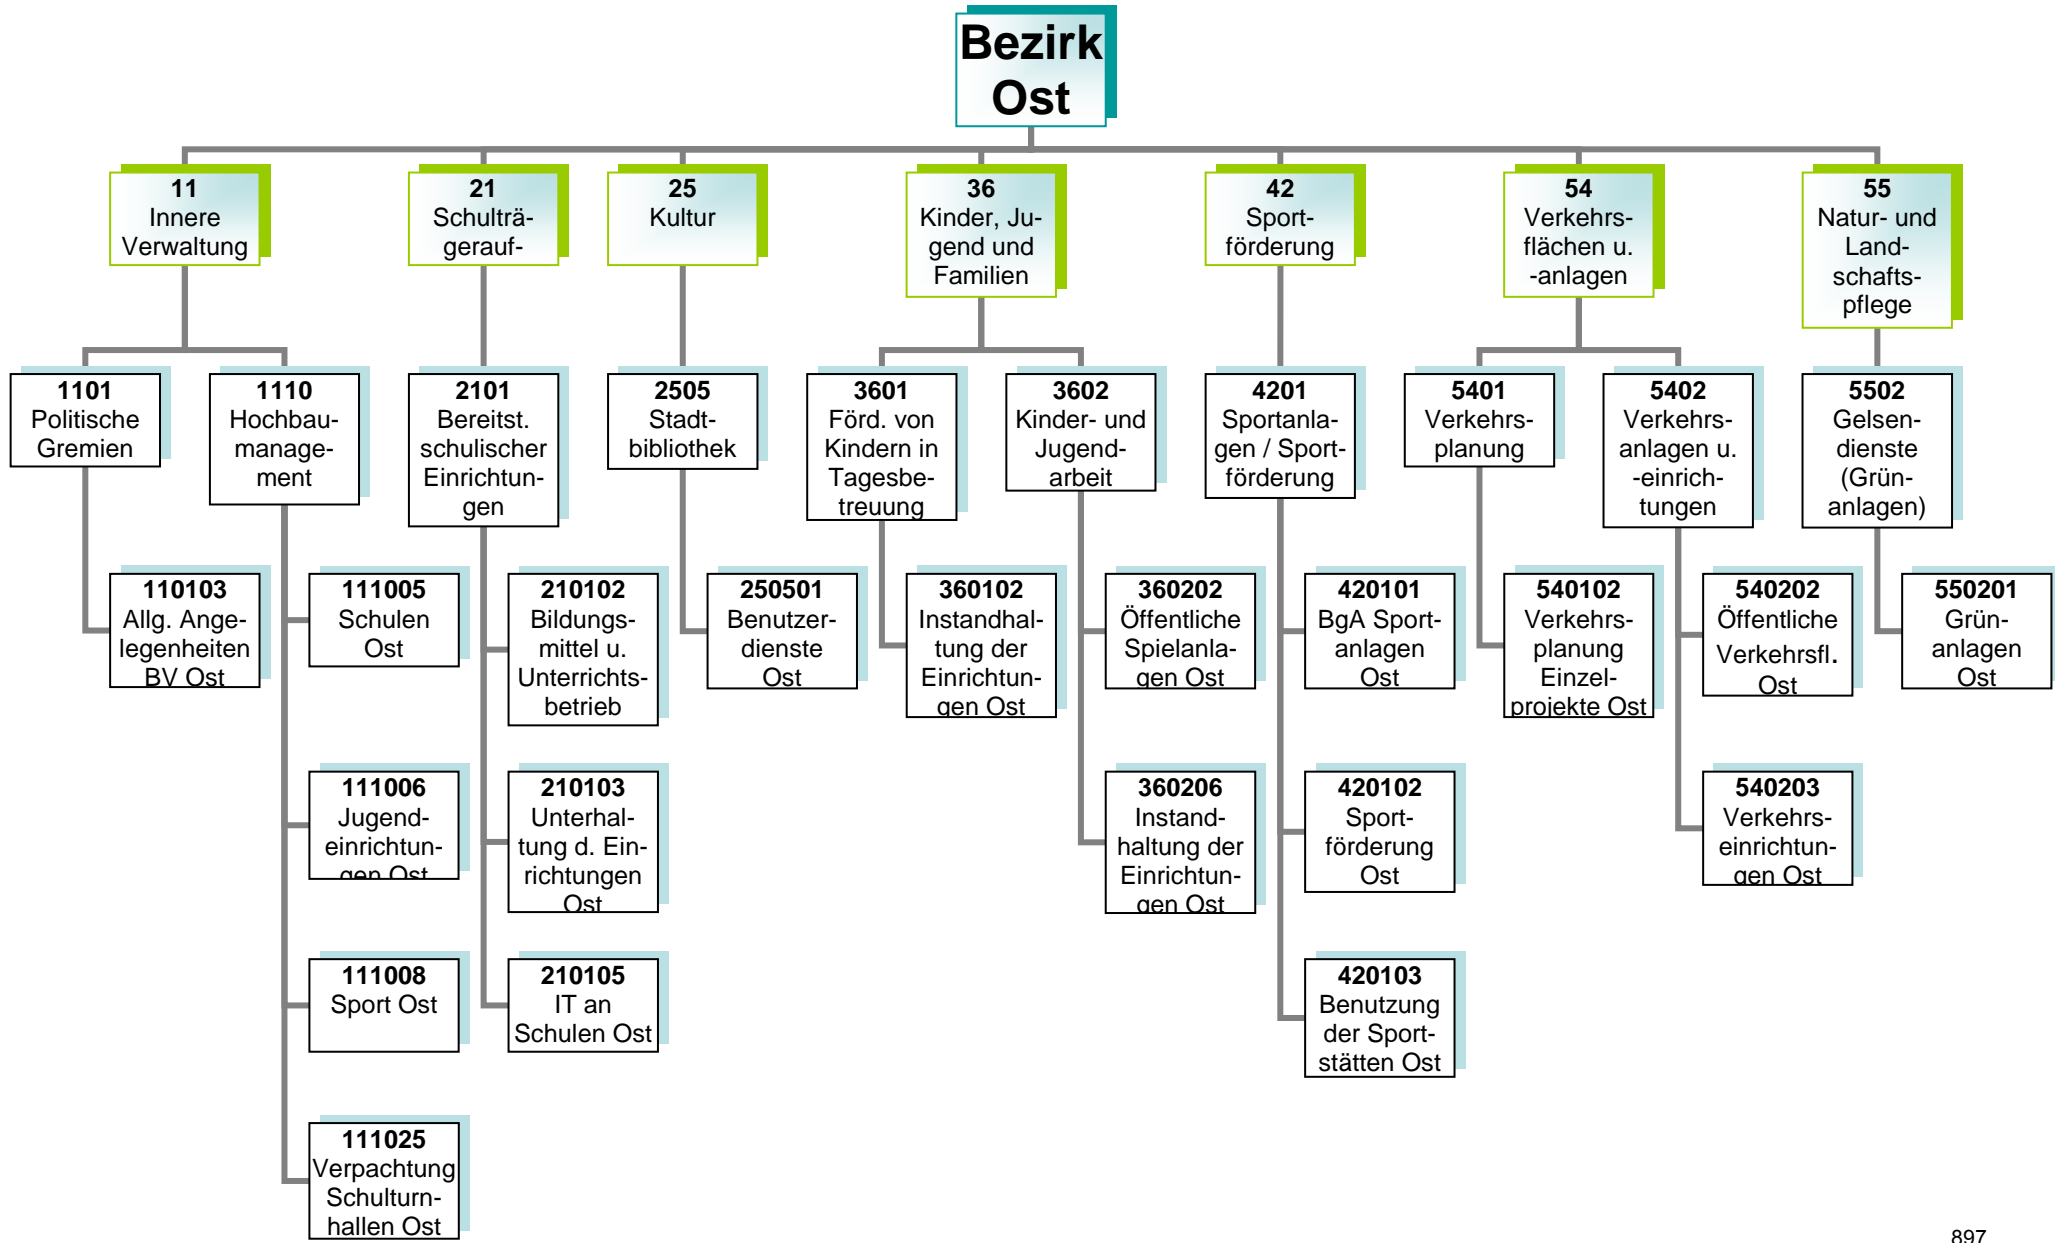 Bezirk
Ost
11
Innere
Verwaltung
21
Schulträ-
gerauf-
25
Kultur
36
Kinder, Ju-
gend und
Familien
42
Sport-
förderung
54
Verkehrs-
flächen u.
-anlagen
55
Natur- und
Land-
schafts-
pflege
1101
Politische
Gremien
1110
Hochbau-
manage-
ment
2101
Bereitst.
schulischer
Einrichtun-
gen
2505
Stadt-
bibliothek
3601
Förd. von
Kindern in
Tagesbe-
treuung
3602
Kinder- und
Jugend-
arbeit
4201
Sportanla-
gen / Sport-
förderung
5401
Verkehrs-
planung
5402
Verkehrs-
anlagen u.
-einrich-
tungen
5502
Gelsen-
dienste
(Grün-
anlagen)
110103
Allg. Ange-
legenheiten
BV Ost
111005
Schulen
Ost
210102
Bildungs-
mittel u.
Unterrichts-
betrieb
250501
Benutzer-
dienste
Ost
360102
Instandhal-
tung der
Einrichtun-
gen Ost
360202
Öffentliche
Spielanla-
gen Ost
420101
BgA Sport-
anlagen
Ost
540102
Verkehrs-
planung
Einzel-
projekte Ost
540202
Öffentliche
Verkehrsfl.
Ost
550201
Grün-
anlagen
Ost
111006
Jugend-
einrichtun-
gen Ost
210103
Unterhal-
tung d. Ein-
richtungen
Ost
360206
Instand-
haltung der
Einrichtun-
gen Ost
420102
Sport-
förderung
Ost
540203
Verkehrs-
einrichtun-
gen Ost
111008
Sport Ost
210105
IT an
Schulen Ost
420103
Benutzung
der Sport-
stätten Ost
111025
Verpachtung
Schulturn-
hallen Ost
897